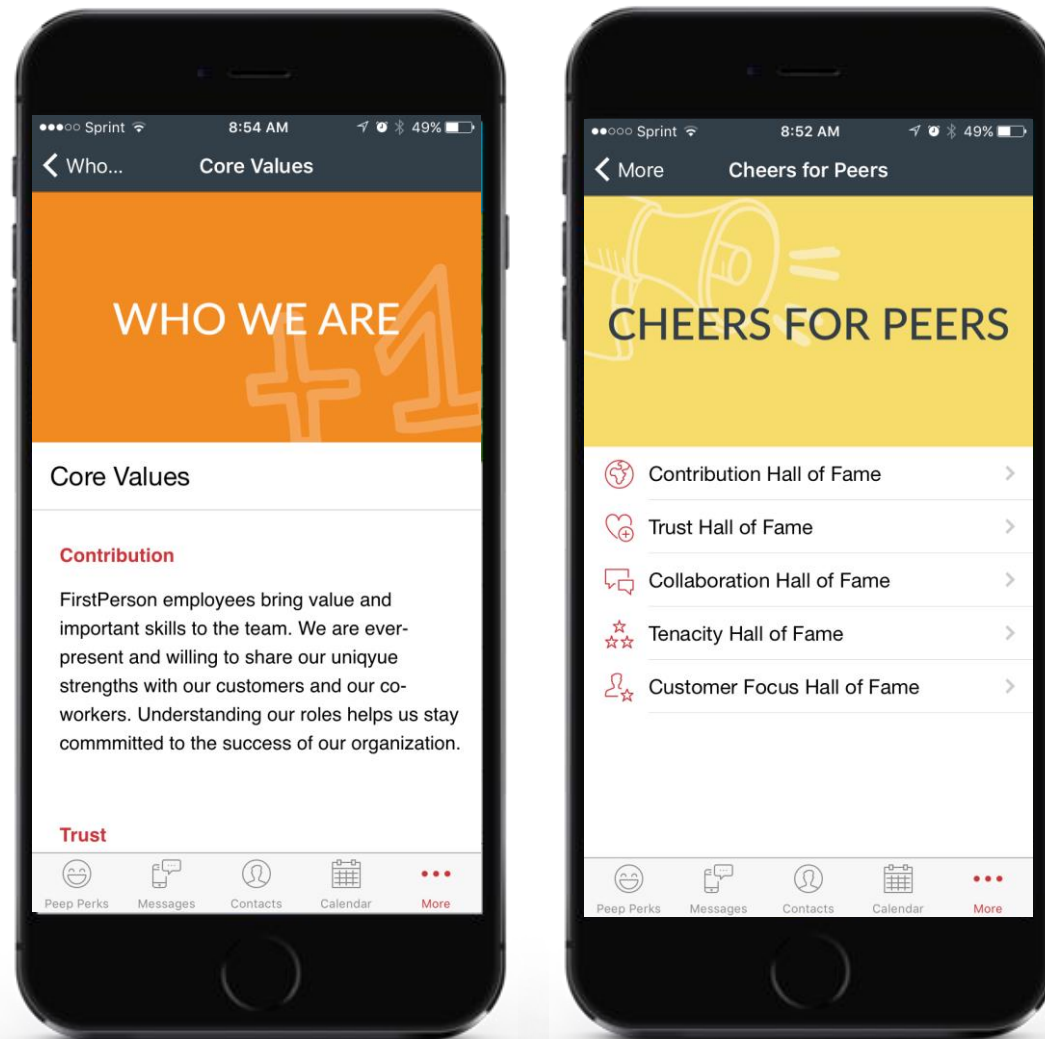 Sprint 8:54 AM 49%
Who... Core Values
WHO WE ARE
+1
Core Values
Contribution
FirstPerson employees bring value and
important skills to the team. We are ever-
present and willing to share our uniqyue
strengths with our customers and our co-
workers. Understanding our roles helps us stay
commmitted to the success of our organization.
Trust
Peep Perks Messages Contacts Calendar More
Sprint 8:52 AM 49%
More Cheers for Peers
CHEERS FOR PEERS
Contribution Hall of Fame
Trust Hall of Fame
Collaboration Hall of Fame
Tenacity Hall of Fame
Customer Focus Hall of Fame
Peep Perks Messages Contacts Calendar More